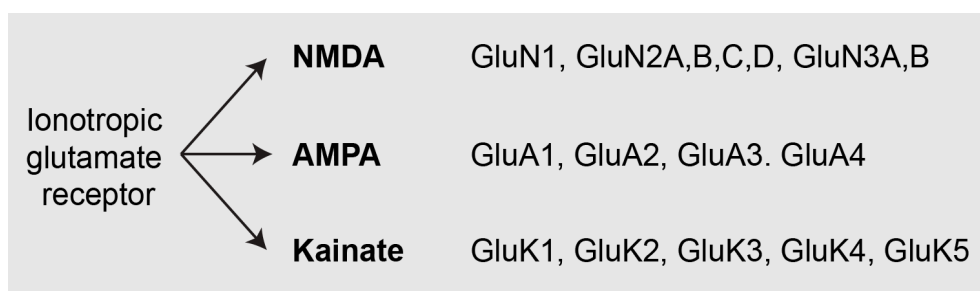 Ionotropic
glutamate
receptor
NMDA GluN1, GluN2A,B,C,D, GluN3A,B
AMPA GluA1, GluA2, GluA3. GluA4
Kainate GluK1, GluK2, GluK3, GluK4, GluK5